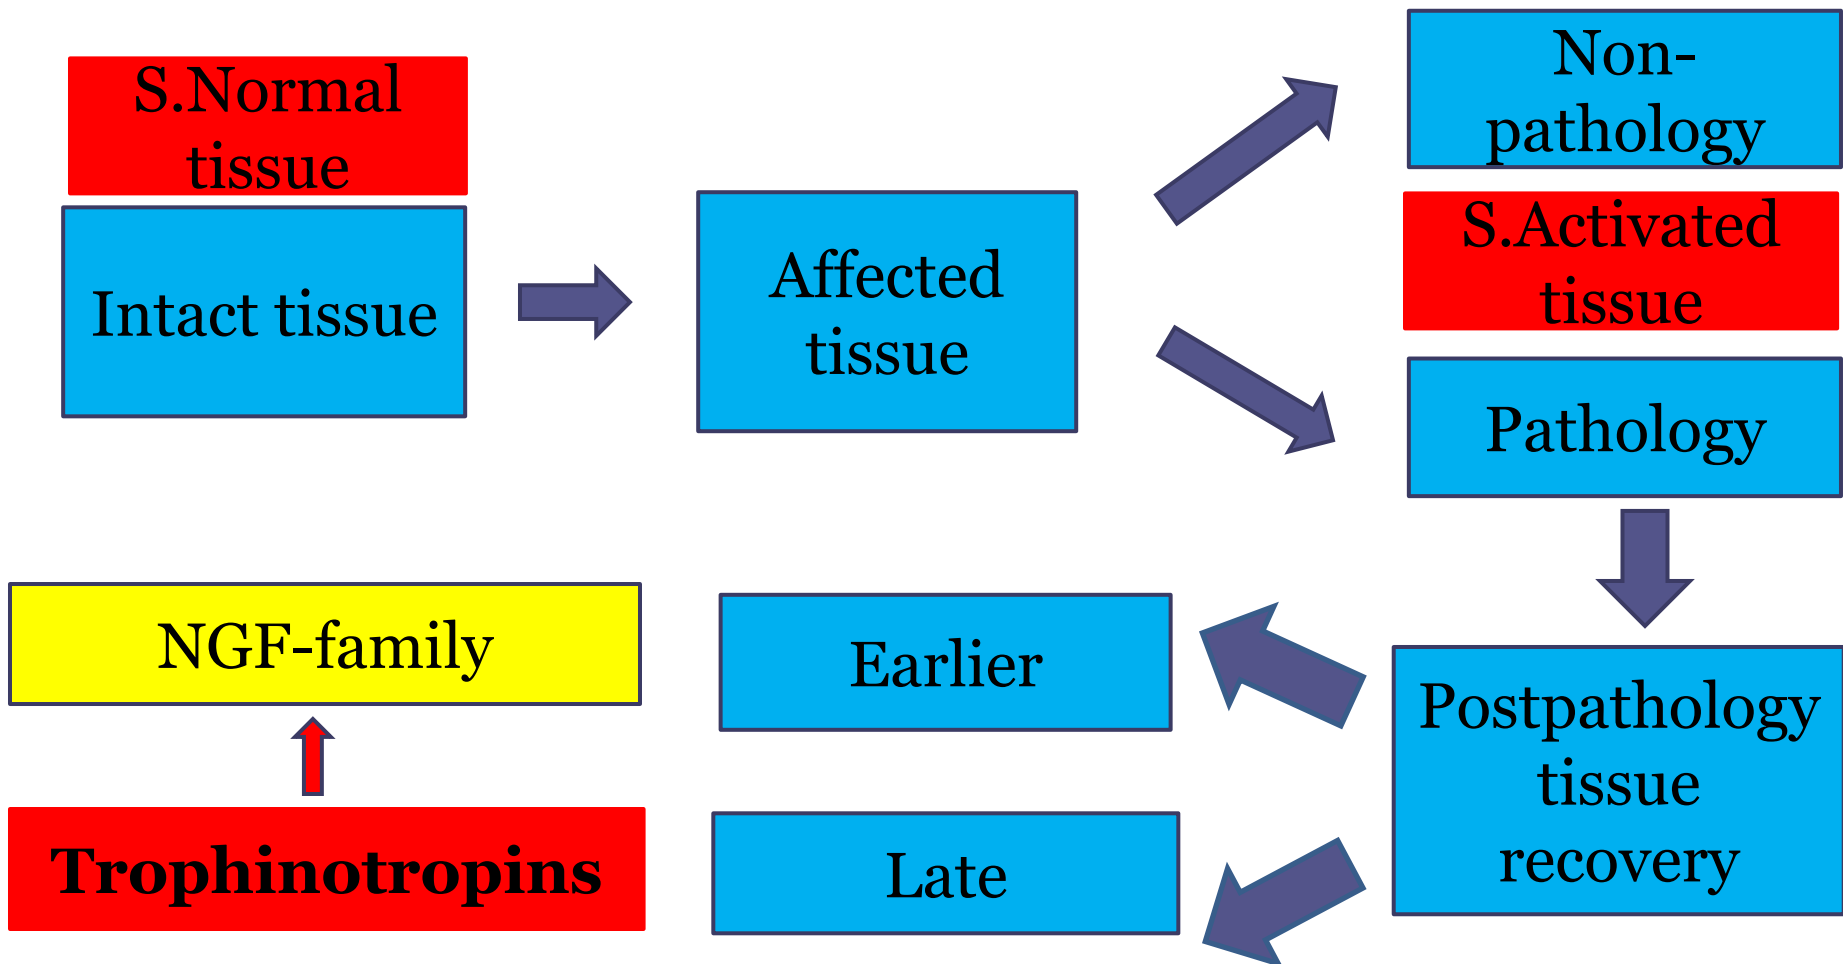 S.Normal
tissue
Intact tissue
Affected
tissue
Non-
pathology
S.Activated
tissue
Pathology
NGF-family
Trophinotropins
Earlier
Late
Postpathology
tissue
recovery